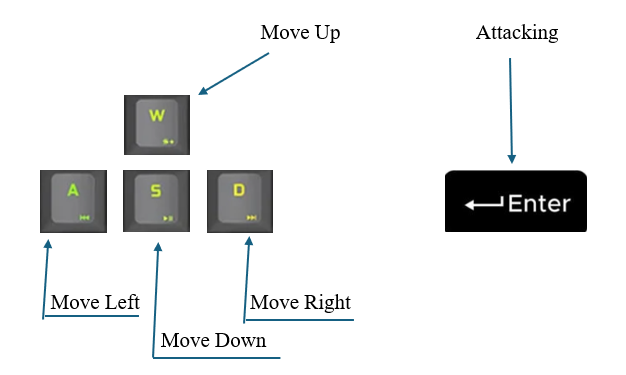 Move Up
Attacking
W
A
S
D
Enter
Move Left
Move Right
Move Down